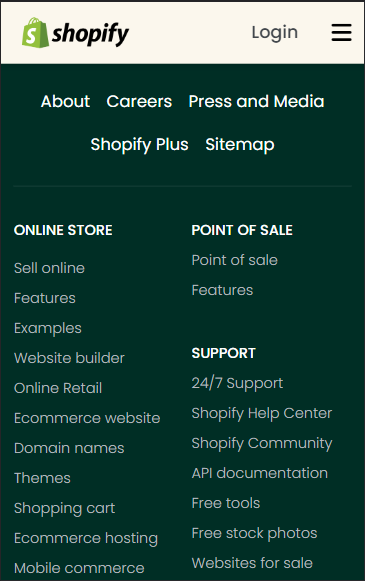 shopify
Login
About Careers Press and Media
Shopify Plus Sitemap
ONLINE STORE
Sell online
Features
Examples
Website builder
Online Retail
Ecommerce website
Domain names
Themes
Shopping cart
Ecommerce hosting
Mobile commerce
POINT OF SALE
Point of sale
Features
SUPPORT
24/7 Support
Shopify Help Center
Shopify Community
API documentation
Free tools
Free stock photos
Websites for sale